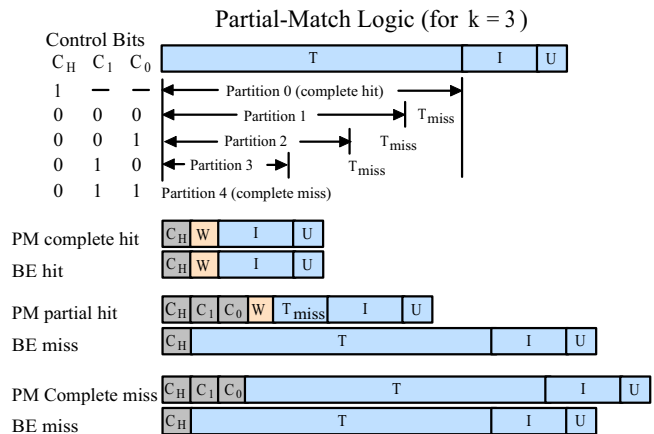 Partial-Match Logic (for k = 3)
Control Bits
C_H C_1 C_0 T I U
1 — — Partition 0 (complete hit)
0 0 0 Partition 1 T_miss
0 0 1 Partition 2 T_miss
0 1 0 Partition 3 T_miss
0 1 1 Partition 4 (complete miss)
PM complete hit C_H W I U
BE hit C_H W I U
PM partial hit C_H C_1 C_0 W T_miss I U
BE miss C_H T I U
PM Complete miss C_H C_1 C_0 T I U
BE miss C_H T I U